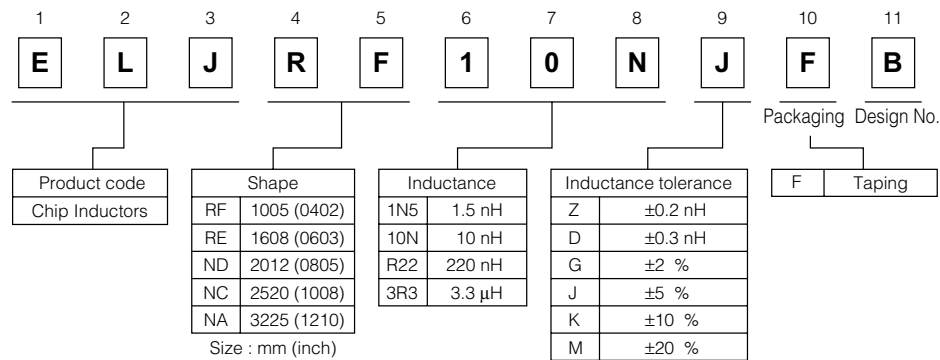 1 2 3 4 5 6 7 8 9 10 11
E L J R F 1 0 N J F B
Packaging Design No.
Product code
Chip Inductors
Shape
RF 1005 (0402)
RE 1608 (0603)
ND 2012 (0805)
NC 2520 (1008)
NA 3225 (1210)
Size : mm (inch)
Inductance
1N5 1.5 nH
10N 10 nH
R22 220 nH
3R3 3.3 μH
Inductance tolerance
Z ±0.2 nH
D ±0.3 nH
G ±2 %
J ±5 %
K ±10 %
M ±20 %
F Taping